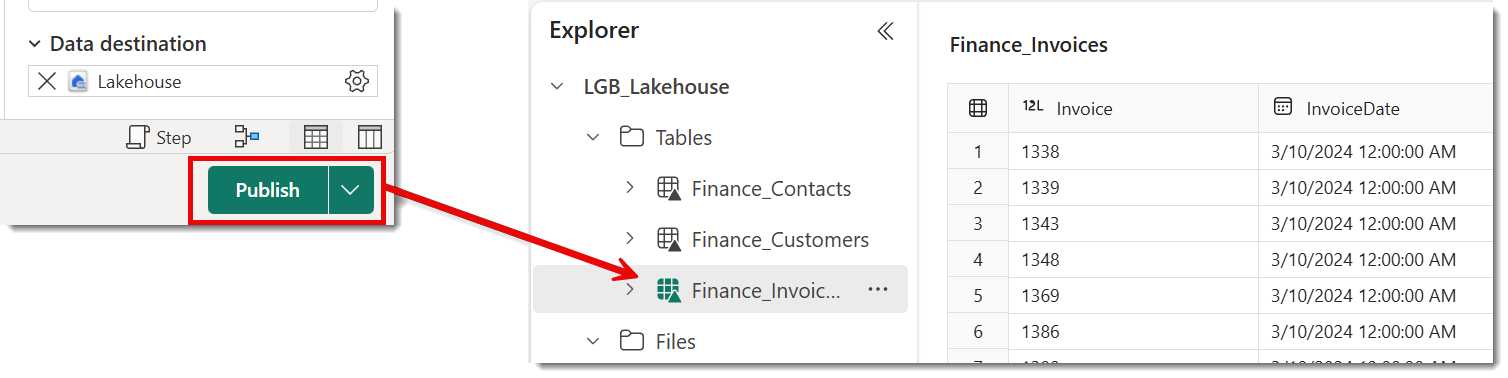 Data destination
Lakehouse
Step
Publish
Explorer
LGB_Lakehouse
Tables
Finance_Contacts
Finance_Customers
Finance_Invoic...
Files
Finance_Invoices
12L Invoice InvoiceDate
1 1338 3/10/2024 12:00:00 AM
2 1339 3/10/2024 12:00:00 AM
3 1343 3/10/2024 12:00:00 AM
4 1348 3/10/2024 12:00:00 AM
5 1369 3/10/2024 12:00:00 AM
6 1386 3/10/2024 12:00:00 AM